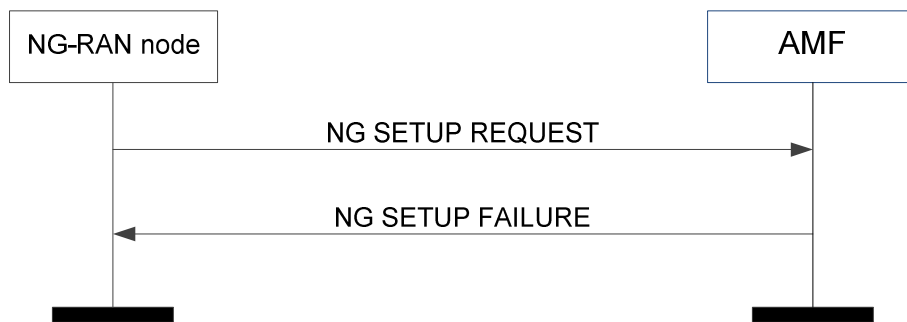 NG-RAN node
AMF
NG SETUP REQUEST
NG SETUP FAILURE